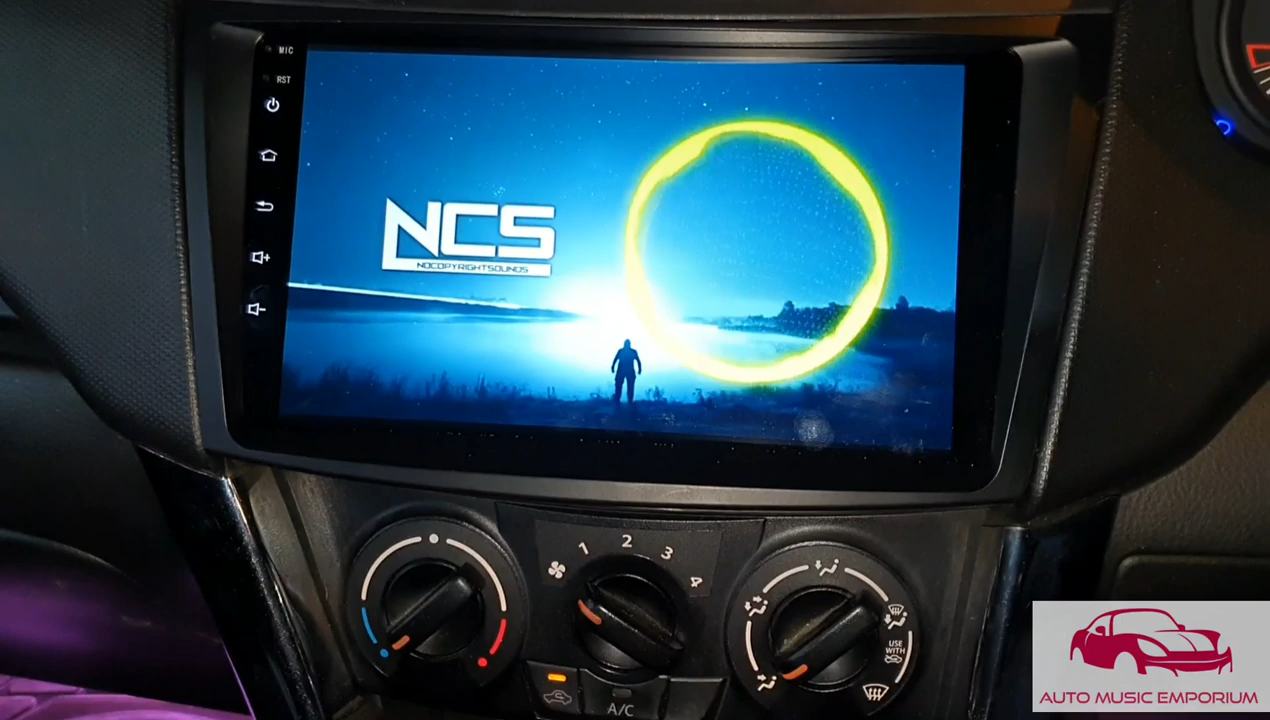 MIC
RST
NCS
NOCOPYRIGHTSOUNDS
1 2 3 4
USE
WITH
A/C
AUTO MUSIC EMPORIUM